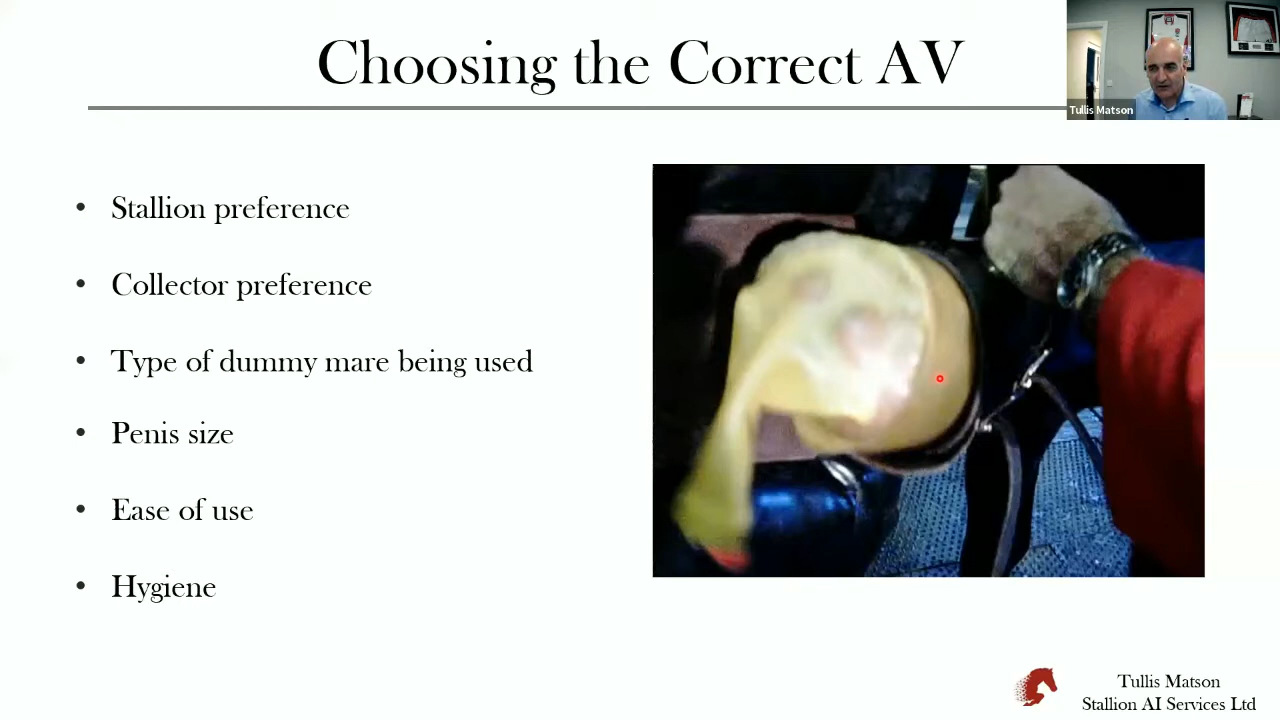 Choosing the Correct AV
Tullis Matson
Stallion preference
Collector preference
Type of dummy mare being used
Penis size
Ease of use
Hygiene
Tullis Matson
Stallion AI Services Ltd